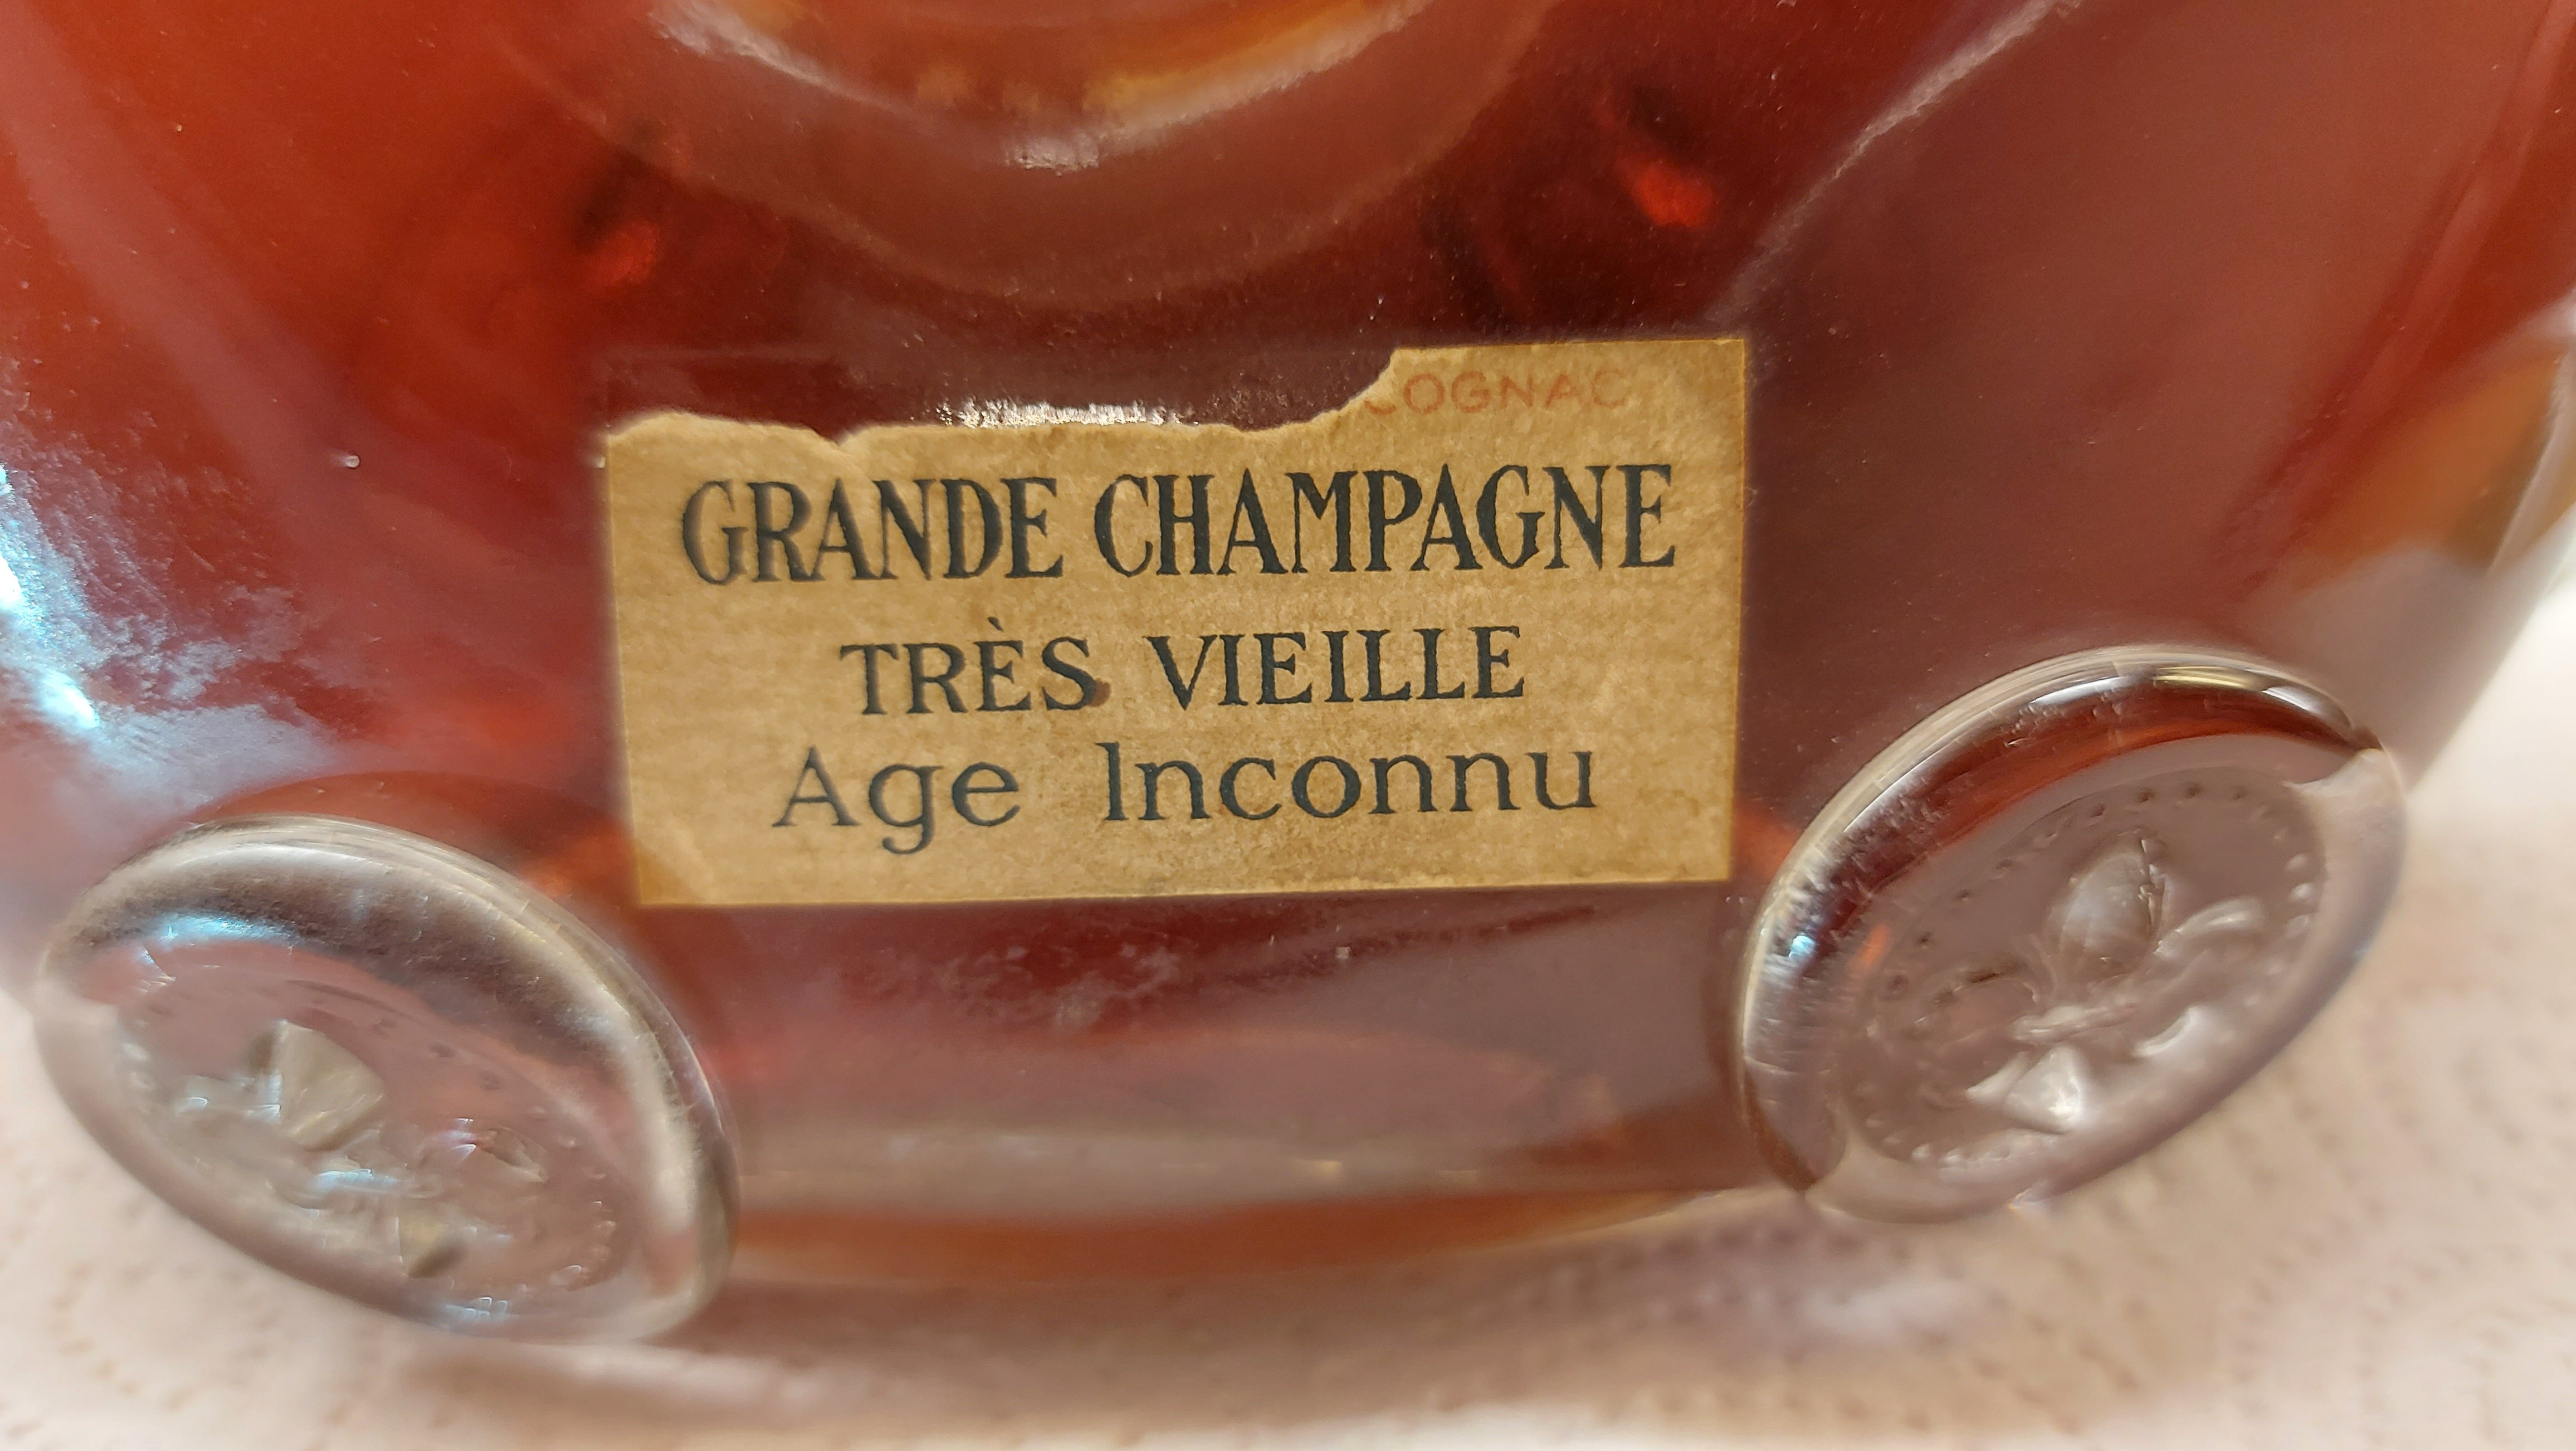 COGNAC
GRANDE CHAMPAGNE
TRÈS VIEILLE
Age Inconnu